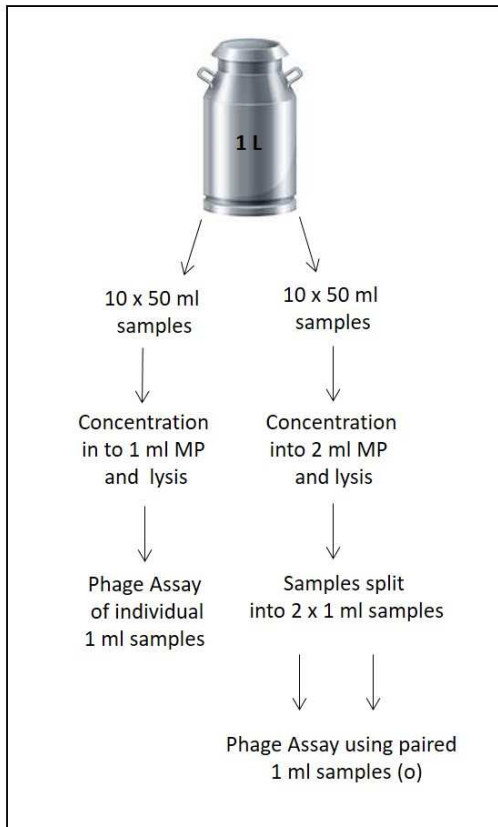 1 L
10 x 50 ml
samples
10 x 50 ml
samples
Concentration
in to 1 ml MP
and lysis
Concentration
into 2 ml MP
and lysis
Phage Assay
of individual
1 ml samples
Samples split
into 2 x 1 ml samples
Phage Assay using paired
1 ml samples (o)